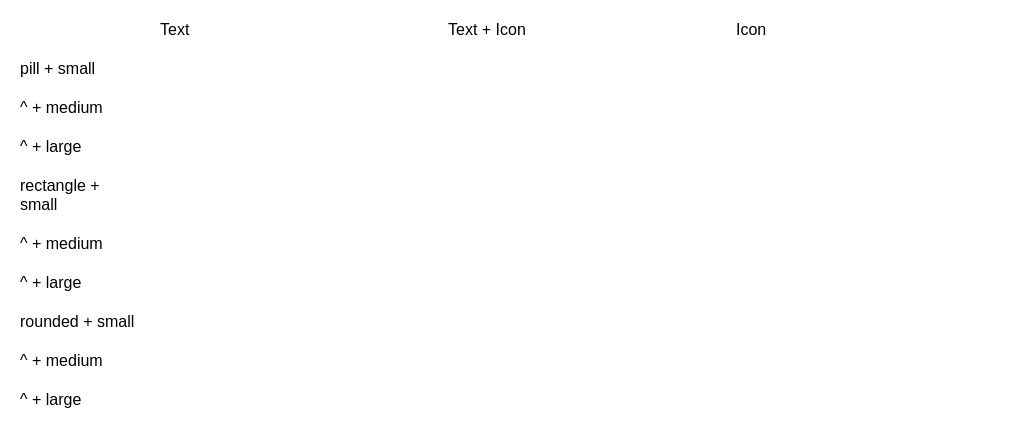 Text Text + Icon Icon
pill + small
^ + medium
^ + large
rectangle +
small
^ + medium
^ + large
rounded + small
^ + medium
^ + large